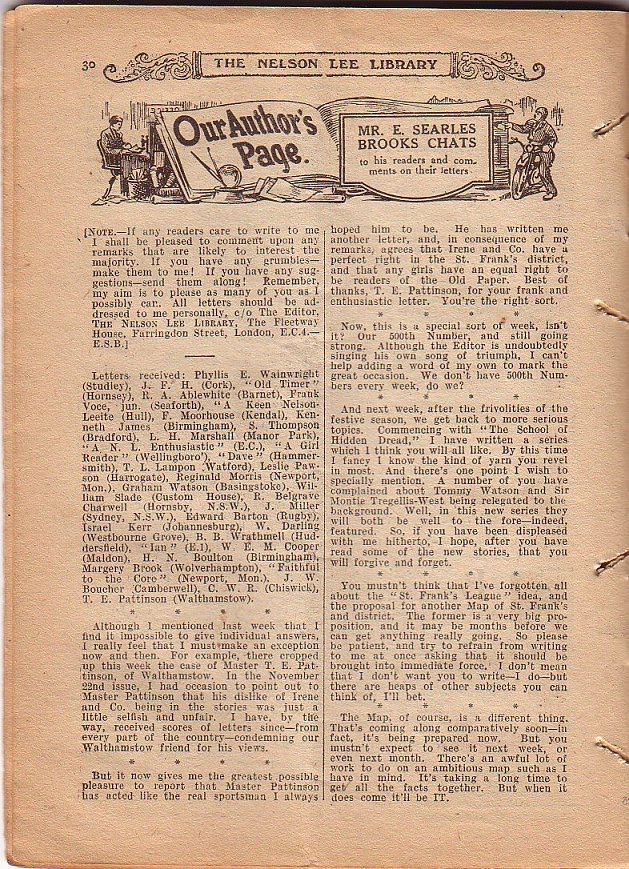 30
THE NELSON LEE LIBRARY
Our Author's
Page.
MR. E. SEARLES
BROOKS CHATS
to his readers and com-
ments on their letters
[NOTE.—If any readers care to write to me
I shall be pleased to comment upon any
remarks that are likely to interest the
majority. If you have any grumbles—
make them to me! If you have any sug-
gestions—send them along! Remember,
my aim is to please as many of you as I
possibly can. All letters should be ad-
dressed to me personally, c/o The Editor,
THE NELSON LEE LIBRARY, The Fleetway
House, Farringdon Street, London, E.C.4.—
E.S.B.]
Letters received: Phyllis E. Wainwright
(Studley), J. F. H. (Cork), "Old Timer"
(Hornsey), R. A. Ablewhite (Barnet), Frank
Voce, jun. (Seaforth), "A Keen Nelson-
Leeite (Hull), F. Moorhouse (Kendal), Ken-
neth James (Birmingham), S. Thompson
(Bradford), L. H. Marshall (Manor Park),
"A N. L. Enthusiastic" (E.C.), "A Girl
Reader" (Wellingboro'), "Dave" (Hammer-
smith), T. L. Lampon (Watford), Leslie Paw-
son (Harrogate), Reginald Morris (Newport,
Mon.), Graham Watson (Basingstoke), Wil-
liam Slade (Custom House), R. Belgrave
Charwell (Hornsby, N.S.W.), J. Miller
(Sydney, N.S.W.), Edward Barton (Rugby),
Israel Kerr (Johannesburg), W. Darling
(Westbourne Grove), B. B. Wrathmell (Hud-
dersfield), "Ian" (E.1), W. E. M. Cooper
(Maldon), H. N. Boulton (Birmingham),
Margery Brook (Wolverhampton), "Faithful
to the Core" (Newport, Mon.), J. W.
Boucher (Camberwell), C. W. R. (Chiswick),
T. E. Pattinson (Walthamstow).
* * * * *
Although I mentioned last week that I
find it impossible to give individual answers,
I really feel that I must make an exception
now and then. For example, there cropped
up this week the case of Master T. E. Pat-
tinson, of Walthamstow. In the November
22nd issue, I had occasion to point out to
Master Pattinson that his dislike of Irene
and Co. being in the stories was just a
little selfish and unfair. I have, by the
way, received scores of letters since—from
every part of the country—condemning our
Walthamstow friend for his views.
* * * * *
But it now gives me the greatest possible
pleasure to report that Master Pattinson
has acted like the real sportsman I always
hoped him to be. He has written me
another letter, and, in consequence of my
remarks, agrees that Irene and Co. have a
perfect right in the St. Frank's district,
and that any girls have an equal right to
be readers of the Old Paper. Best of
thanks, T. E. Pattinson, for your frank and
enthusiastic letter. You're the right sort.
* * * * *
Now, this is a special sort of week, isn't
it? Our 500th Number, and still going
strong. Although the Editor is undoubtedly
singing his own song of triumph, I can't
help adding a word of my own to mark the
great occasion. We don't have 500th Num-
bers every week, do we?
* * * * *
And next week, after the frivolities of the
festive season, we get back to more serious
topics. Commencing with "The School of
Hidden Dread," I have written a series
which I think you will all like. By this time
I fancy I know the kind of yarn you revel
in most. And there's one point I wish to
specially mention. A number of you have
complained about Tommy Watson and Sir
Montie Tregellis-West being relegated to the
background. Well, in this new series they
will both be well to the fore—indeed,
featured. So, if you have been displeased
with me hitherto, I hope, after you have
read some of the new stories, that you
will forgive and forget.
* * * * *
You mustn't think that I've forgotten all
about the "St. Frank's League" idea, and
the proposal for another Map of St. Frank's
and district. The former is a very big pro-
position, and it may be months before we
can get anything really going. So please
be patient, and try to refrain from writing
to me at once asking that it should be
brought into immediate force. I don't mean
that I don't want you to write—I do—but
there are heaps of other subjects you can
think of, I'll bet.
* * * * *
The Map, of course, is a different thing.
That's coming along comparatively soon—in
fact, it's being prepared now. But you
mustn't expect to see it next week, or
even next month. There's an awful lot of
work to do on an ambitious map such as I
have in mind. It's taking a long time to
get all the facts together. But when it
does come it'll be IT.